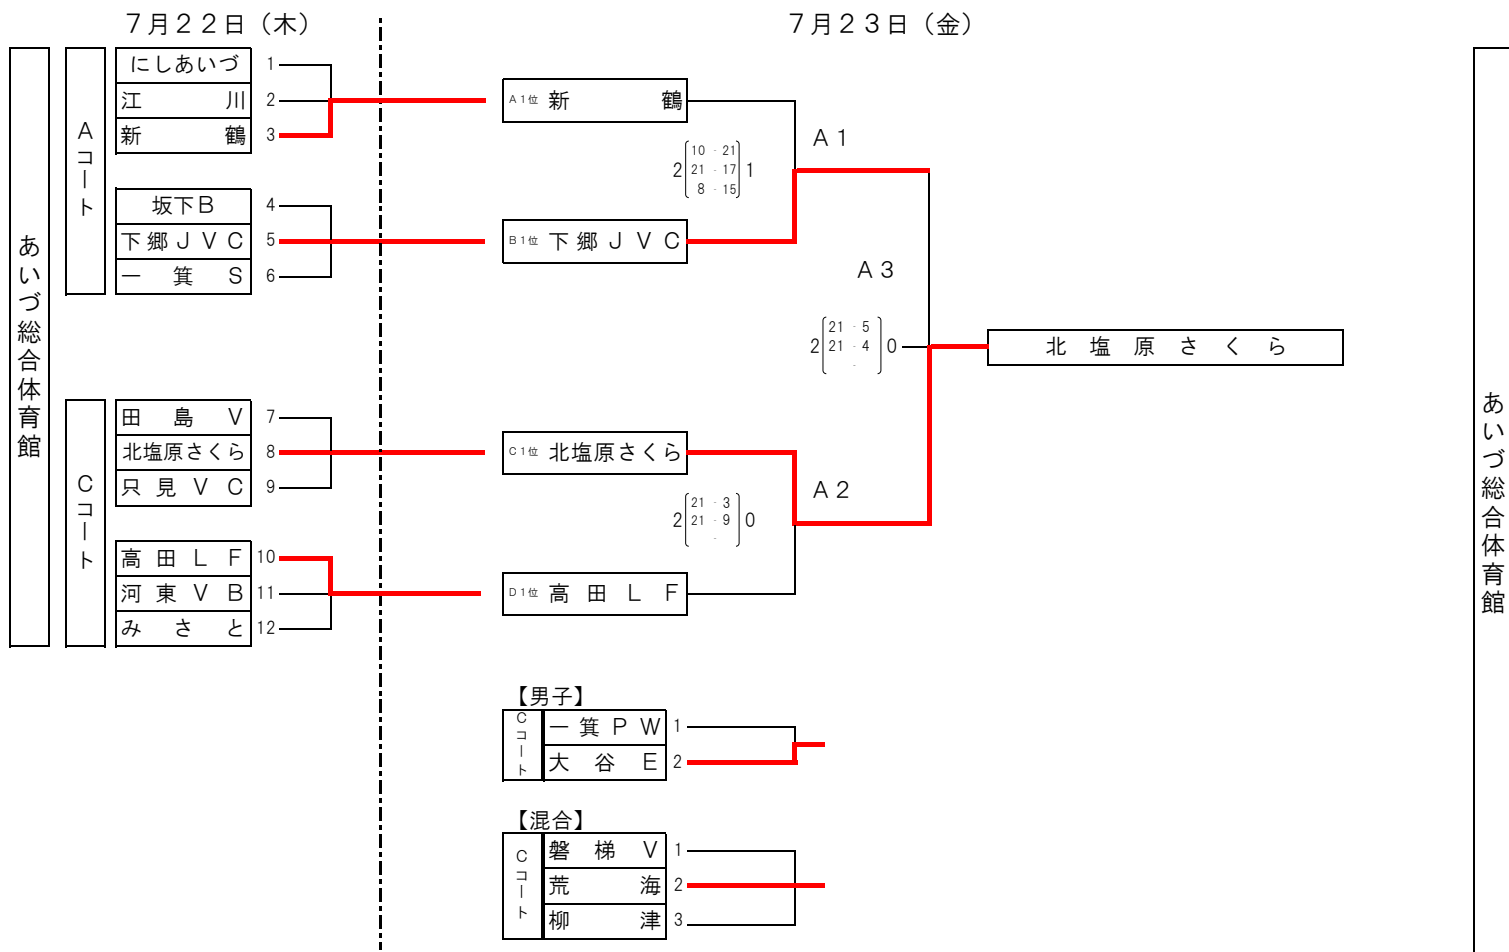 ７月２２日（木）
７月２３日（金）
あいづ総合体育館
Aコート
にしあいづ 1
江川 2
新鶴 3
坂下B 4
下郷JVC 5
一箕S 6
Cコート
田島V 7
北塩原さくら 8
只見VC 9
高田LF 10
河東VB 11
みさと 12
A1位 新鶴
A1
2 10 - 21 1
21 - 17
8 - 15
B1位 下郷JVC
A3
2 21 - 5 0
21 - 4
-
北塩原さくら
C1位 北塩原さくら
A2
2 21 - 3 0
21 - 9
-
D1位 高田LF
あいづ総合体育館
【男子】
Cコート
一箕PW 1
大谷E 2
【混合】
Cコート
磐梯V 1
荒海 2
柳津 3